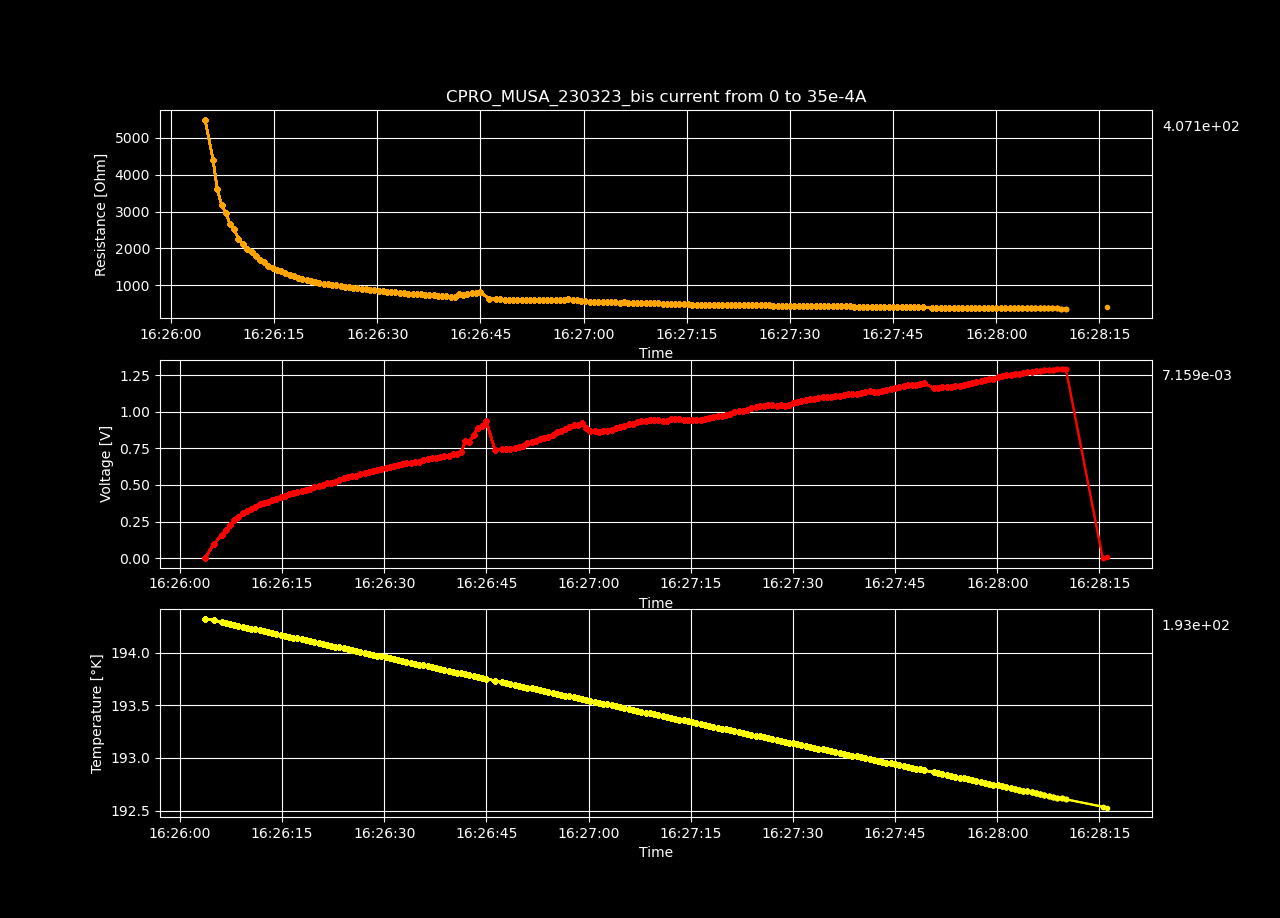 CPRO_MUSA_230323_bis current from 0 to 35e-4A
4.071e+02
Resistance [Ohm]
5000
4000
3000
2000
1000
16:26:00 16:26:15 16:26:30 16:26:45 16:27:00 16:27:15 16:27:30 16:27:45 16:28:00 16:28:15
Time
7.159e-03
Voltage [V]
1.25
1.00
0.75
0.50
0.25
0.00
16:26:00 16:26:15 16:26:30 16:26:45 16:27:00 16:27:15 16:27:30 16:27:45 16:28:00 16:28:15
Time
1.93e+02
Temperature [°K]
194.0
193.5
193.0
192.5
16:26:00 16:26:15 16:26:30 16:26:45 16:27:00 16:27:15 16:27:30 16:27:45 16:28:00 16:28:15
Time